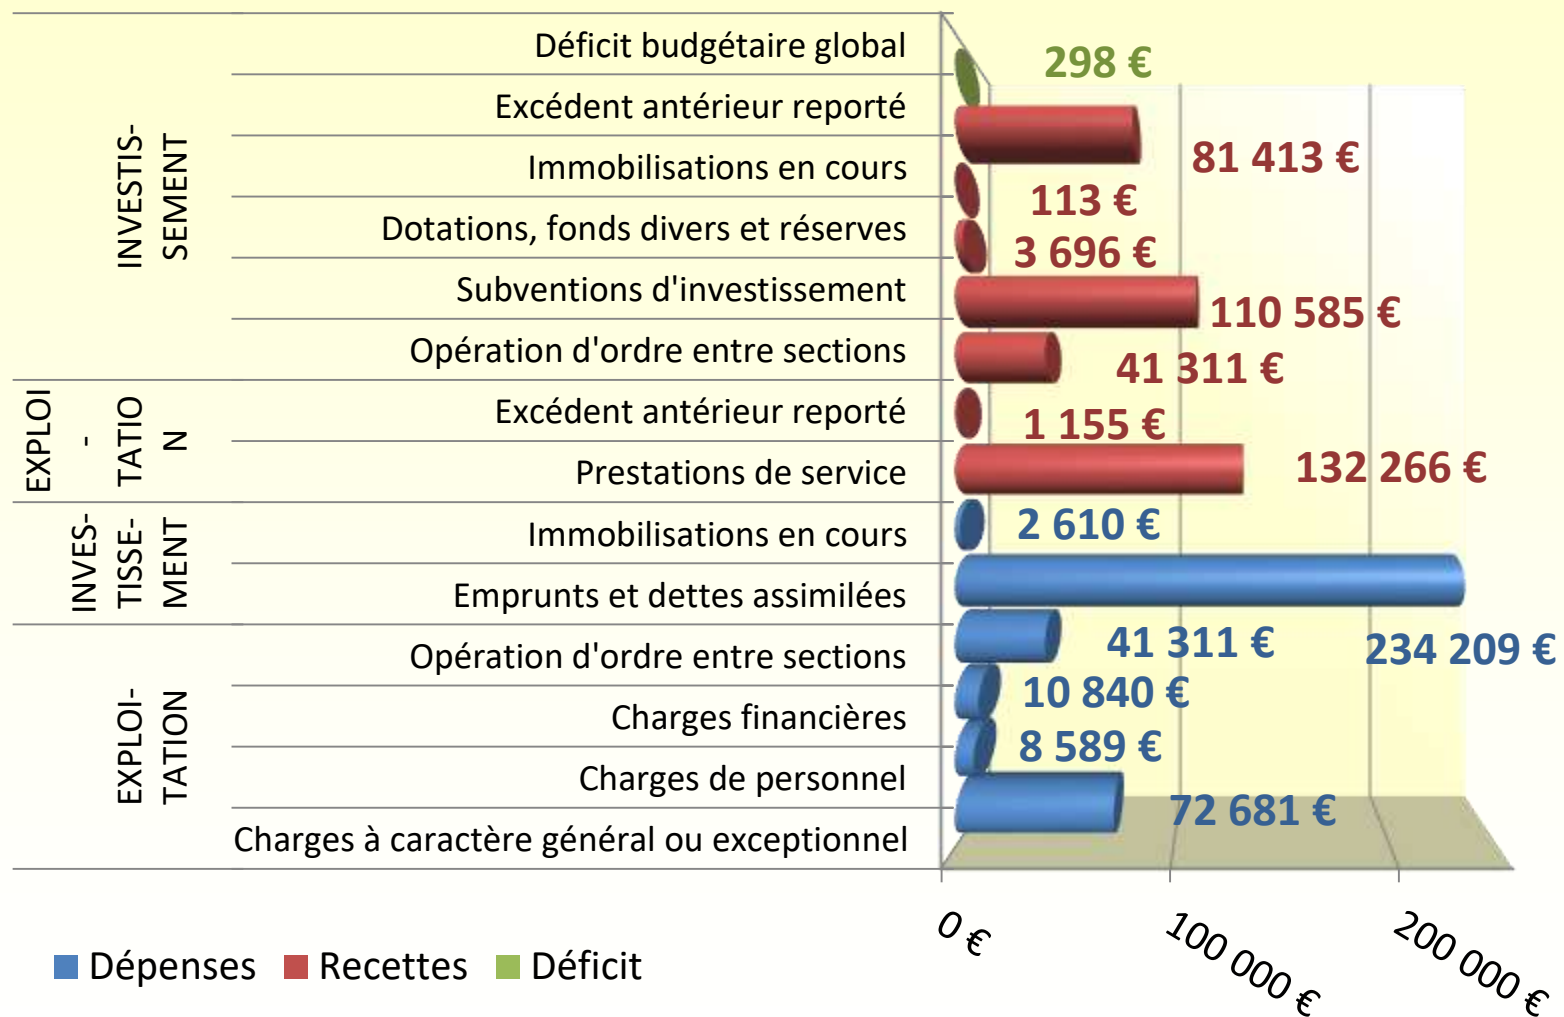 INVESTIS-
SEMENT
Déficit budgétaire global
298 €
Excédent antérieur reporté
81 413 €
Immobilisations en cours
113 €
Dotations, fonds divers et réserves
3 696 €
Subventions d'investissement
110 585 €
Opération d'ordre entre sections
41 311 €
EXPLOI
-
TATIO
N
Excédent antérieur reporté
1 155 €
Prestations de service
132 266 €
INVES-
TISSE-
MENT
Immobilisations en cours
2 610 €
Emprunts et dettes assimilées
234 209 €
EXPLOI-
TATION
Opération d'ordre entre sections
41 311 €
Charges financières
10 840 €
Charges de personnel
8 589 €
Charges à caractère général ou exceptionnel
72 681 €
0 €
100 000 €
200 000 €
Dépenses
Recettes
Déficit